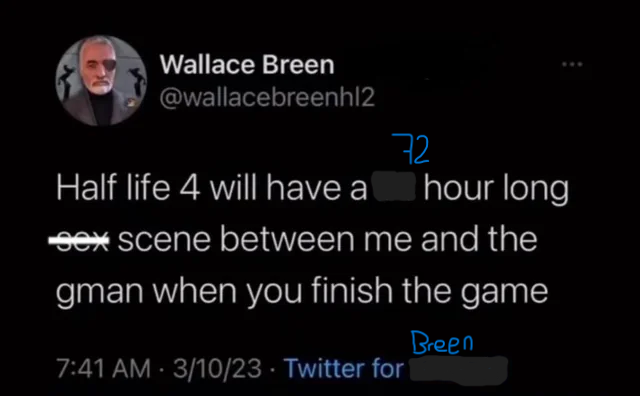 Wallace Breen
@wallacebreenhl2
72
Half life 4 will have a hour long
sex scene between me and the
gman when you finish the game
Breen
7:41 AM · 3/10/23 · Twitter for